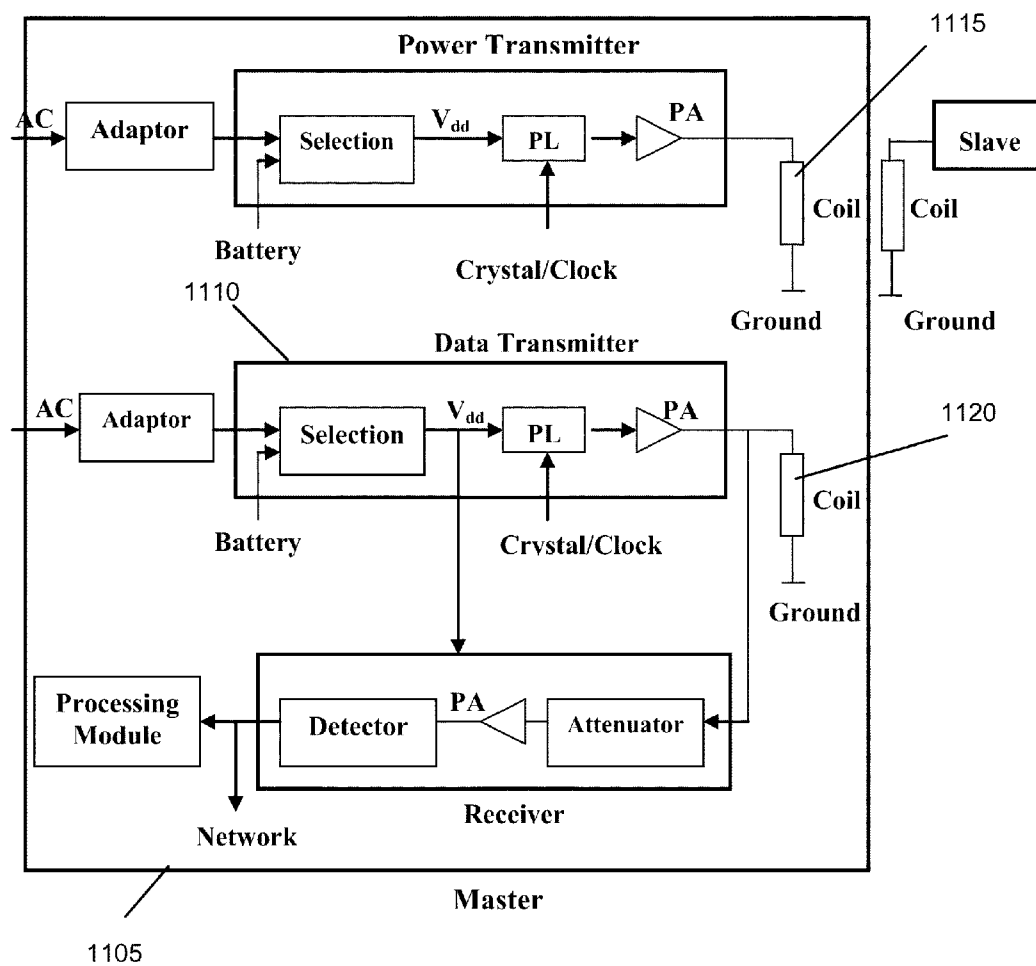 1115
Power Transmitter
AC
Adaptor
Selection
Vdd
PL
PA
Slave
Coil
Coil
Battery
Crystal/Clock
Ground
Ground
1110
Data Transmitter
AC
Adaptor
Selection
Vdd
PL
PA
1120
Coil
Battery
Crystal/Clock
Ground
Processing
Module
Detector
PA
Attenuator
Receiver
Network
Master
1105